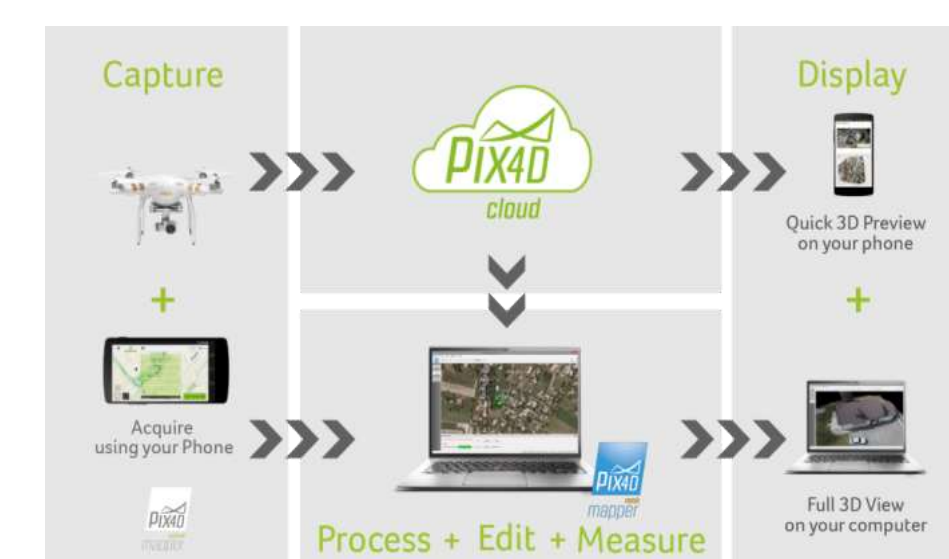 Capture
Acquire
using your Phone
PIX4D
mapper
PIX4D
cloud
PIX4D
mapper
Process + Edit + Measure
Display
Quick 3D Preview
on your phone
+
Full 3D View
on your computer